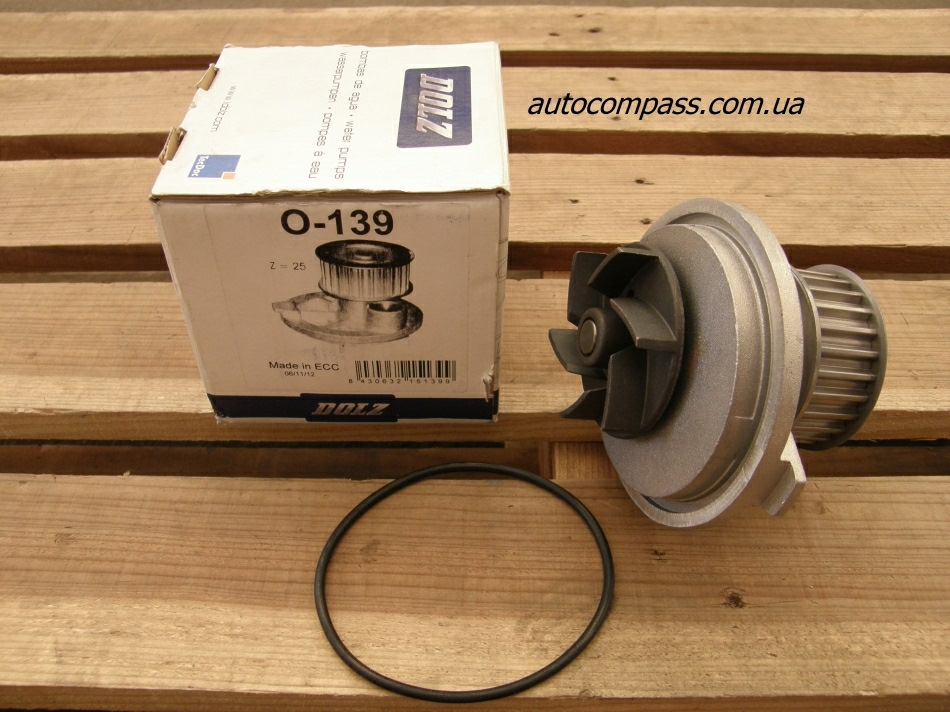 autocompass.com.ua
bombas de agua · water pumps
wasserpumpen · pompes à eau
DOLZ
www.dolz.com
TecDoc
O-139
Z = 25
Made in ECC
06/11/12
8 430632 151399
DOLZ